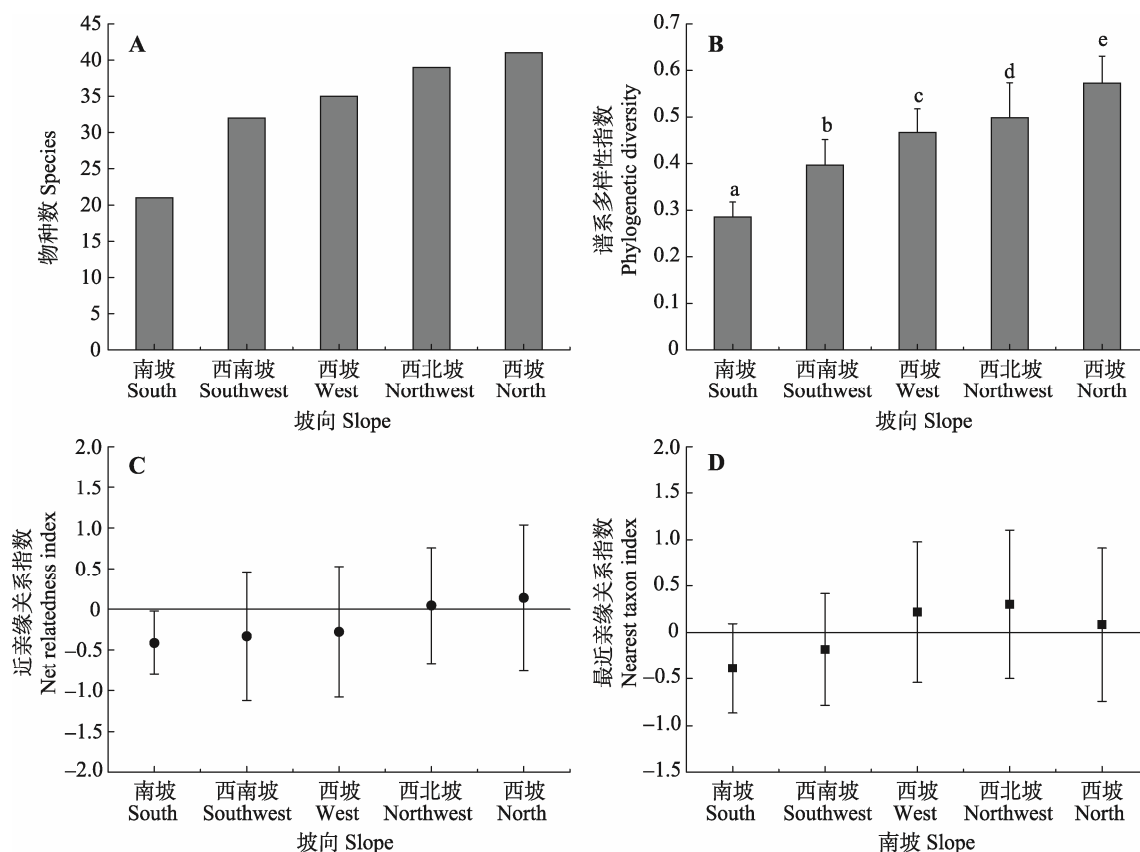 A
物种数 Species
45
40
35
30
25
20
15
10
5
0
南坡 西南坡 西坡 西北坡 西坡
South Southwest West Northwest North
坡向 Slope
B
谱系多样性指数
Phylogenetic diversity
0.7
0.6
0.5
0.4
0.3
0.2
0.1
0
a
b
c
d
e
南坡 西南坡 西坡 西北坡 西坡
South Southwest West Northwest North
坡向 Slope
C
近亲缘关系指数
Net relatedness index
2.0
1.5
1.0
0.5
0
−0.5
−1.0
−1.5
−2.0
南坡 西南坡 西坡 西北坡 西坡
South Southwest West Northwest North
坡向 Slope
D
最近亲缘关系指数
Nearest taxon index
2.0
1.5
1.0
0.5
0
−0.5
−1.0
−1.5
南坡 西南坡 西坡 西北坡 西坡
South Southwest West Northwest North
南坡 Slope